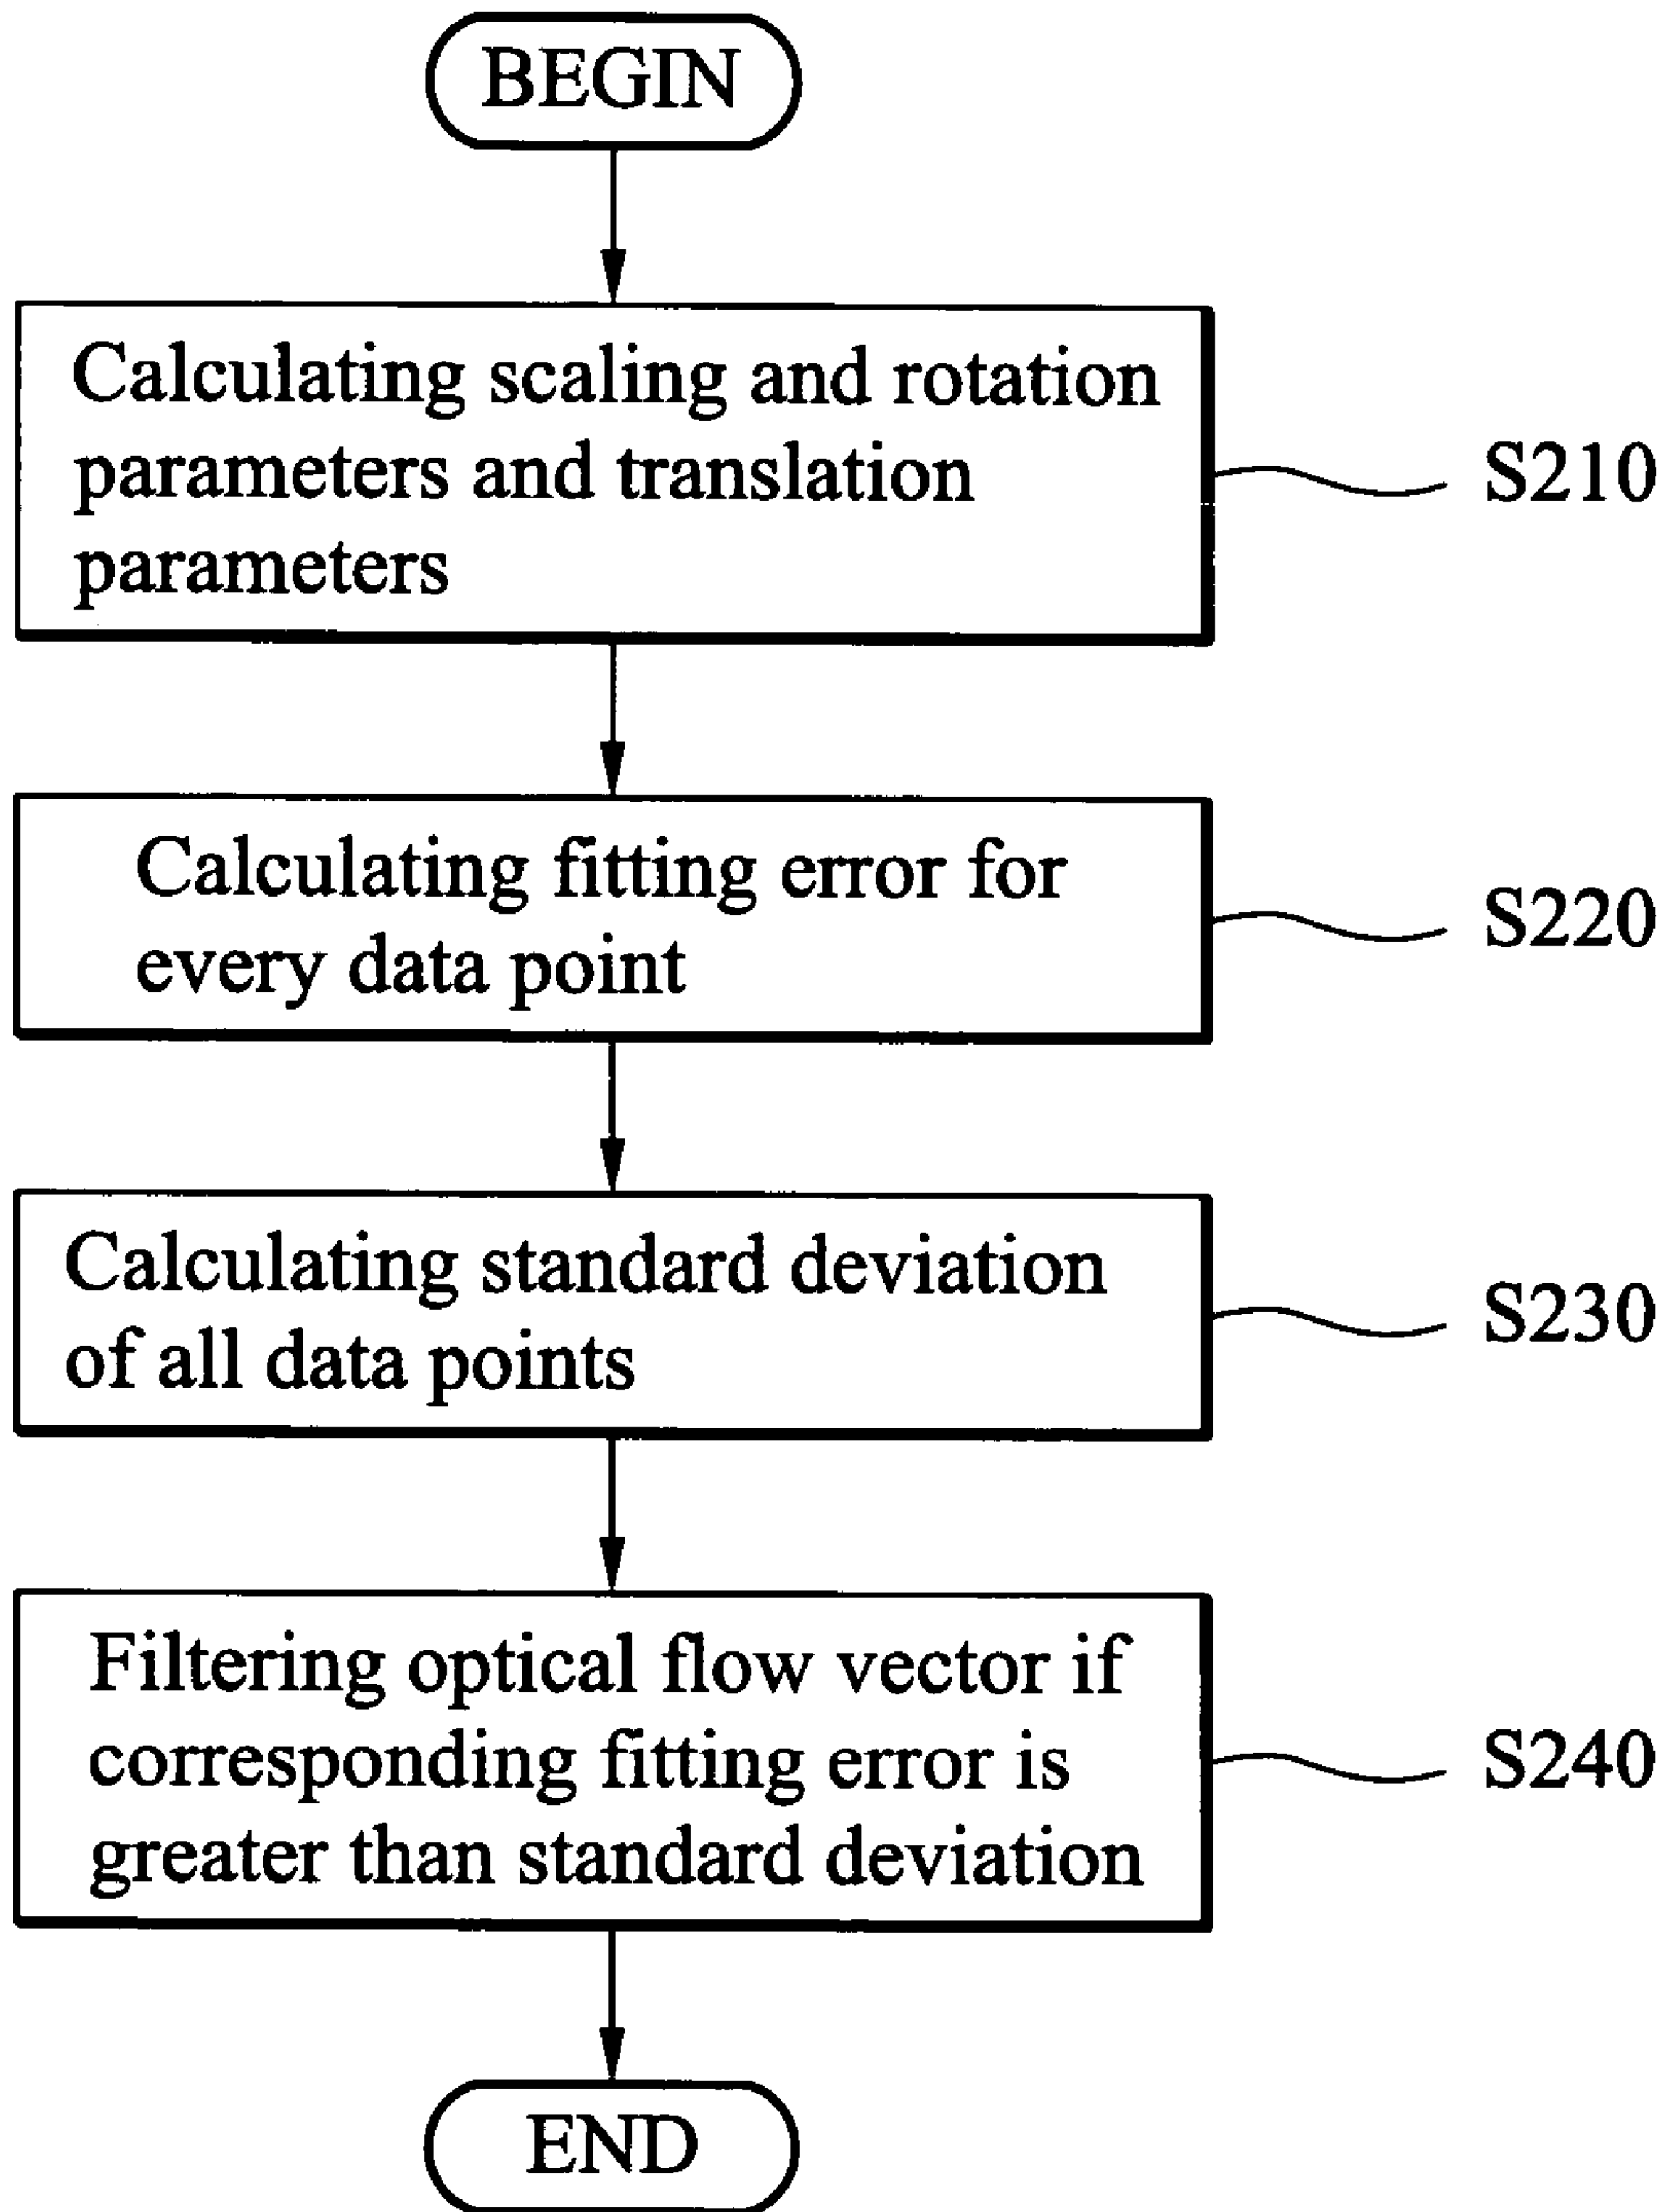 BEGIN
Calculating scaling and rotation
parameters and translation
parameters
S210
Calculating fitting error for
every data point
S220
Calculating standard deviation
of all data points
S230
Filtering optical flow vector if
corresponding fitting error is
greater than standard deviation
S240
END